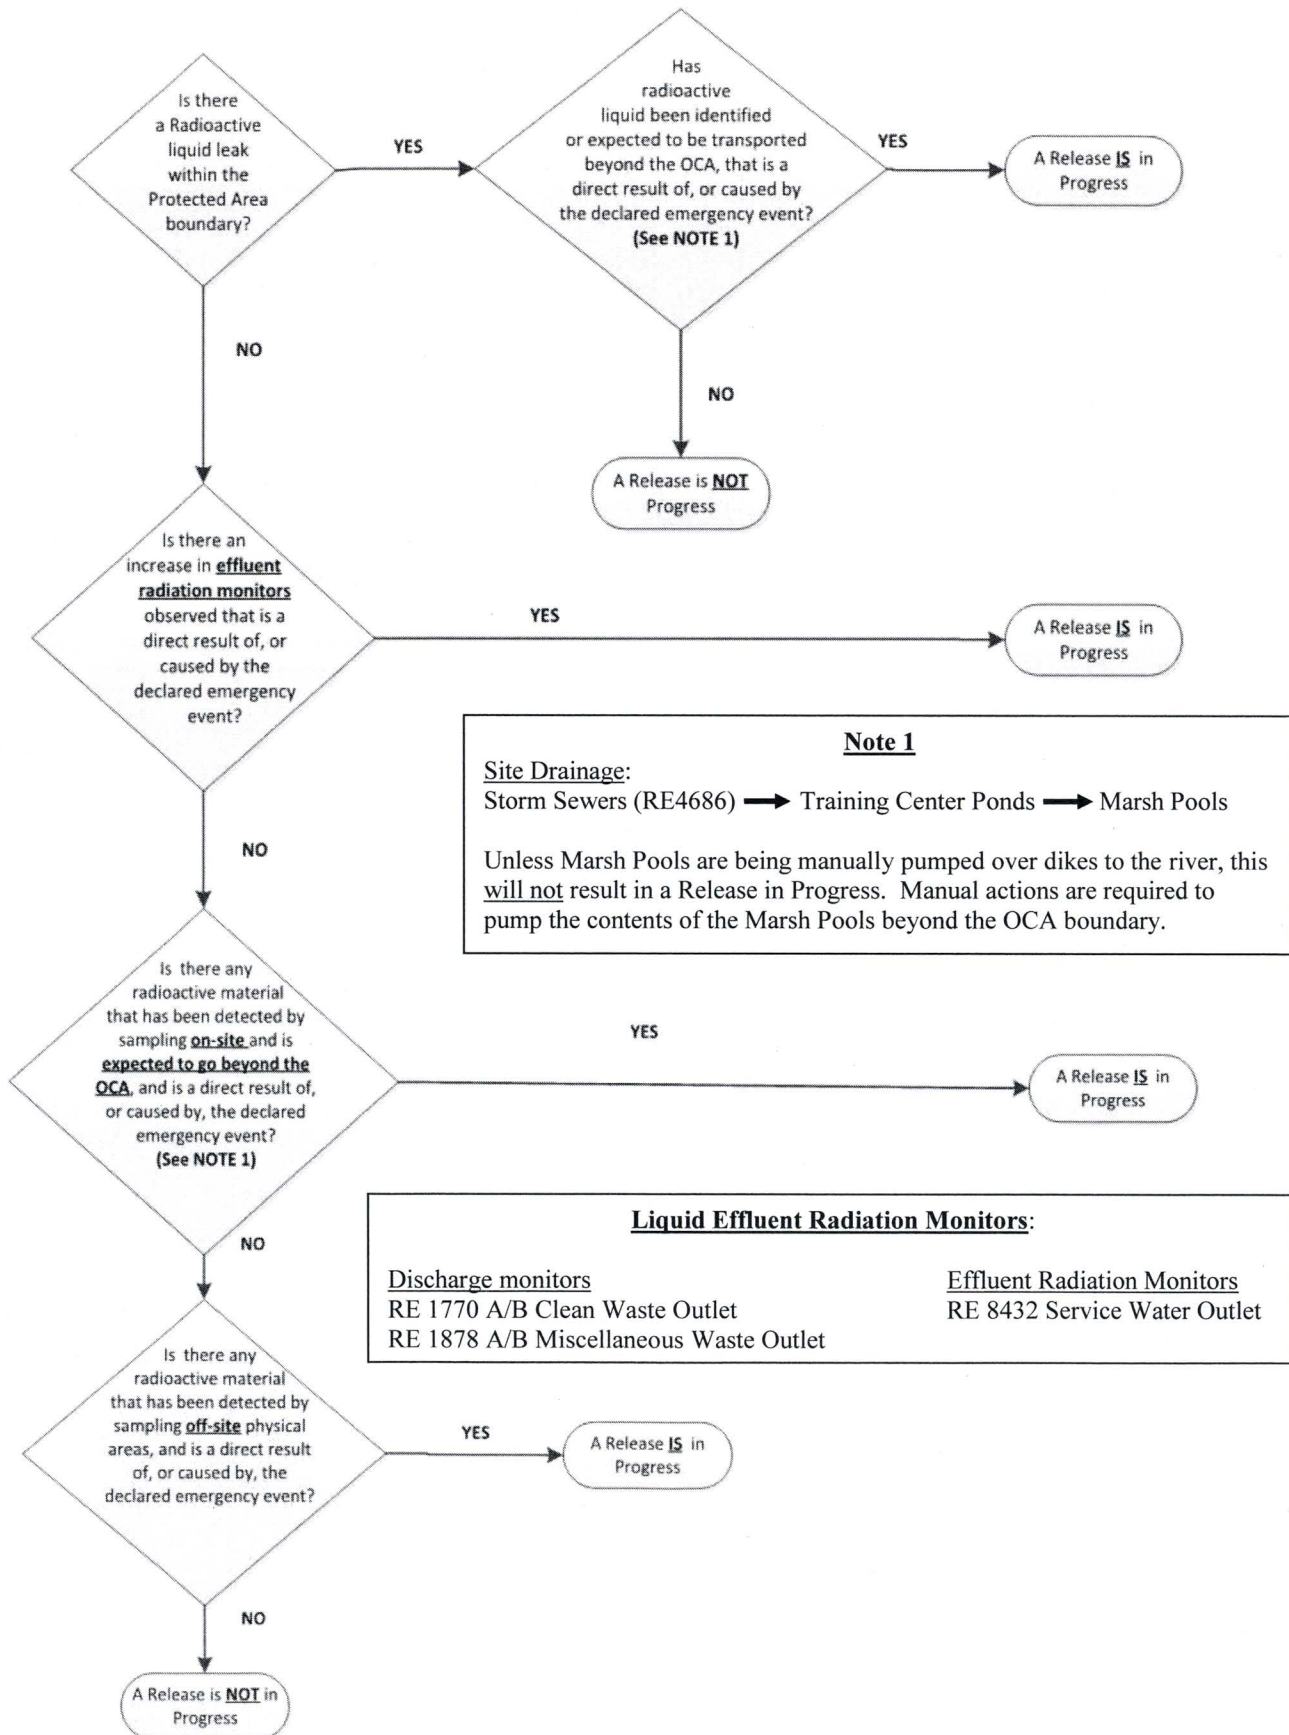 Is there
a Radioactive
liquid leak
within the
Protected Area
boundary?
YES
Has
radioactive
liquid been identified
or expected to be transported
beyond the OCA, that is a
direct result of, or caused by
the declared emergency event?
(See NOTE 1)
YES
A Release IS in
Progress
NO
NO
A Release is NOT
Progress
Is there an
increase in effluent
radiation monitors
observed that is a
direct result of, or
caused by the
declared emergency
event?
YES
A Release IS in
Progress
Note 1
Site Drainage:
Storm Sewers (RE4686) → Training Center Ponds → Marsh Pools
Unless Marsh Pools are being manually pumped over dikes to the river, this
will not result in a Release in Progress. Manual actions are required to
pump the contents of the Marsh Pools beyond the OCA boundary.
NO
Is there any
radioactive material
that has been detected by
sampling on-site and is
expected to go beyond the
OCA, and is a direct result of,
or caused by, the declared
emergency event?
(See NOTE 1)
YES
A Release IS in
Progress
NO
Liquid Effluent Radiation Monitors:
Discharge monitors
RE 1770 A/B Clean Waste Outlet
RE 1878 A/B Miscellaneous Waste Outlet
Effluent Radiation Monitors
RE 8432 Service Water Outlet
Is there any
radioactive material
that has been detected by
sampling off-site physical
areas, and is a direct result
of, or caused by, the
declared emergency event?
YES
A Release IS in
Progress
NO
A Release is NOT in
Progress